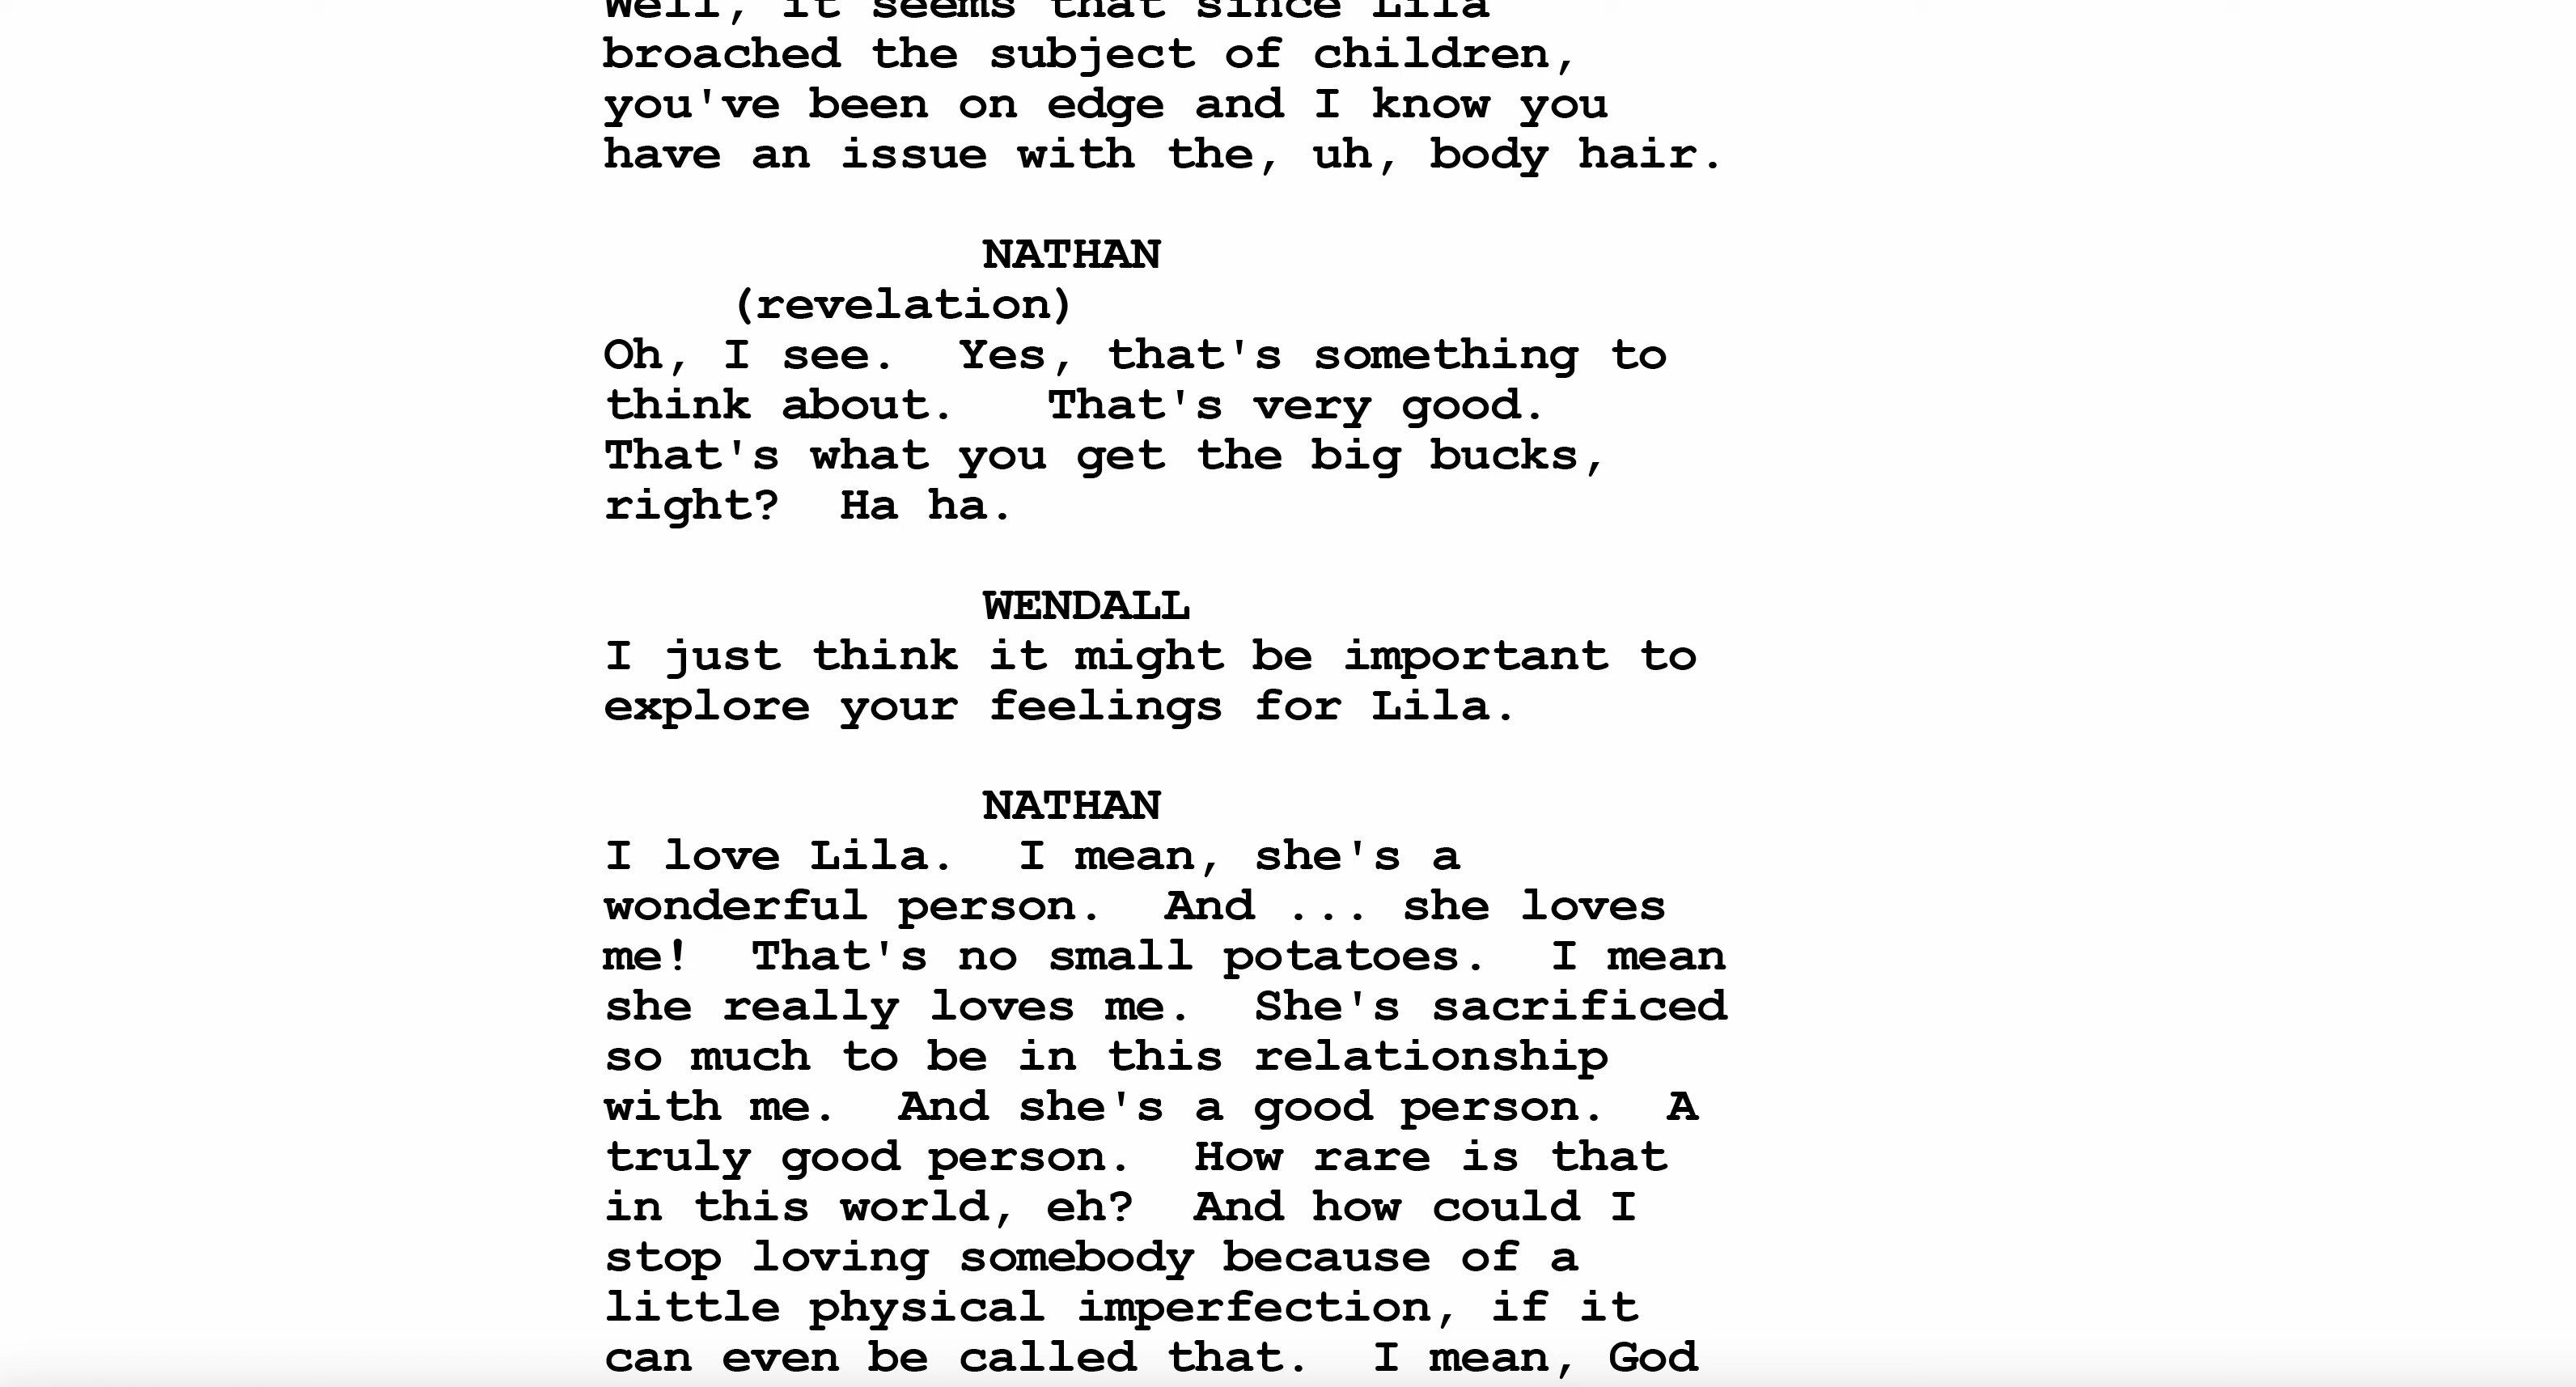 Well, it seems that since Lila
broached the subject of children,
you've been on edge and I know you
have an issue with the, uh, body hair.
NATHAN
(revelation)
Oh, I see. Yes, that's something to
think about. That's very good.
That's what you get the big bucks,
right? Ha ha.
WENDALL
I just think it might be important to
explore your feelings for Lila.
NATHAN
I love Lila. I mean, she's a
wonderful person. And ... she loves
me! That's no small potatoes. I mean
she really loves me. She's sacrificed
so much to be in this relationship
with me. And she's a good person. A
truly good person. How rare is that
in this world, eh? And how could I
stop loving somebody because of a
little physical imperfection, if it
can even be called that. I mean, God